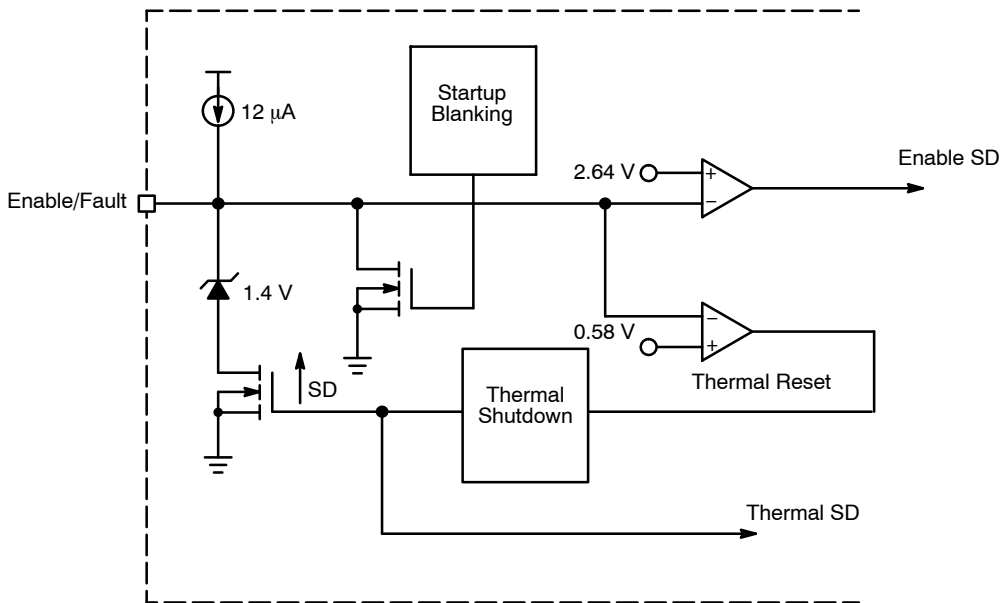 Startup
Blanking
12 μA
Enable SD
2.64 V
+
−
Enable/Fault
1.4 V
−
0.58 V
+
Thermal Reset
SD
Thermal
Shutdown
Thermal SD